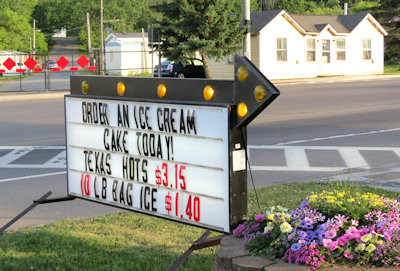 ORDER AN ICE CREAM
CAKE TODAY!
TEXAS HOTS $3.15
10 LB BAG ICE $1.40